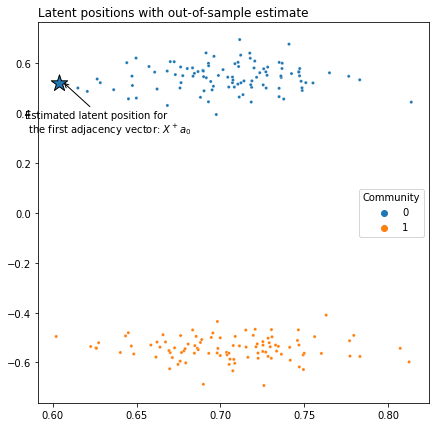 Latent positions with out-of-sample estimate
0.6
0.4
Estimated latent position for
the first adjacency vector: X⁺a₀
0.2
Community
0
1
0.0
−0.2
−0.4
−0.6
0.60 0.65 0.70 0.75 0.80